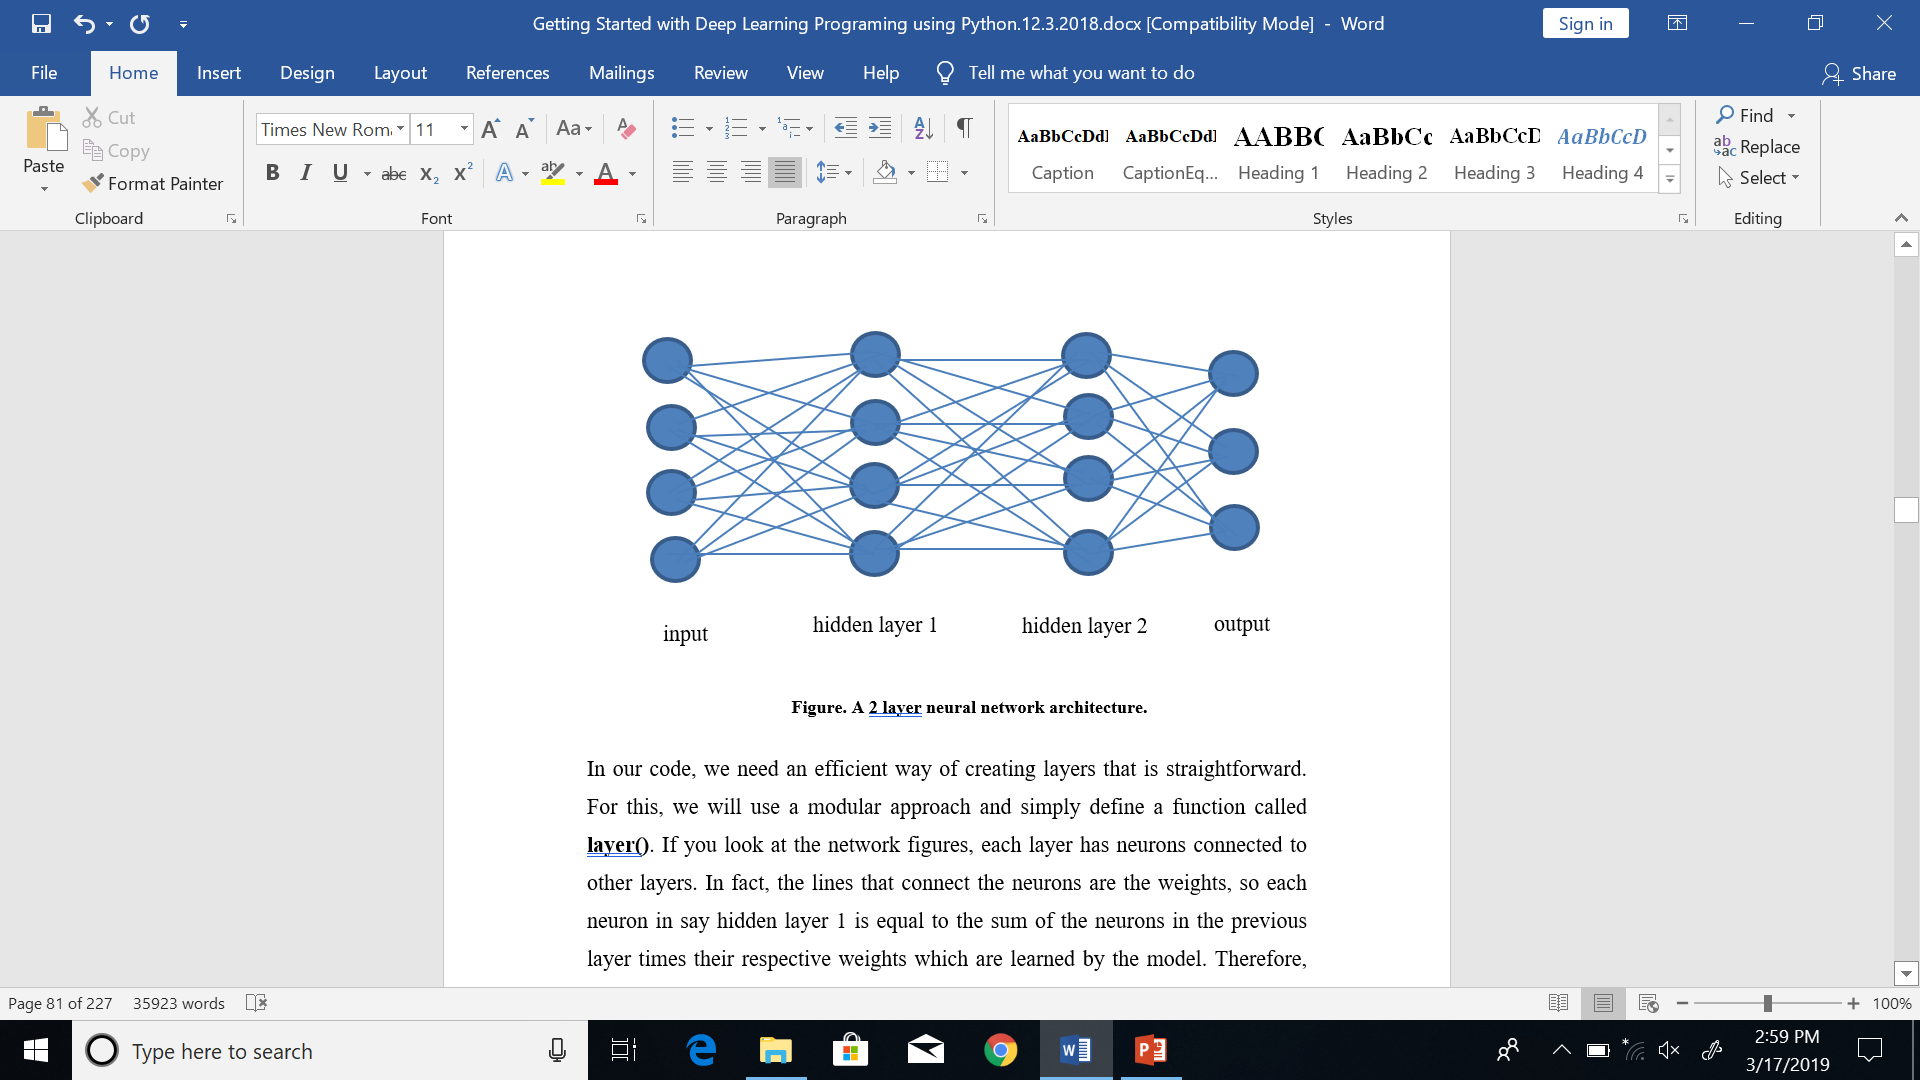 Getting Started with Deep Learning Programing using Python.12.3.2018.docx [Compatibility Mode] - Word
Sign in
File Home Insert Design Layout References Mailings Review View Help Tell me what you want to do Share
Paste
Cut
Copy
Format Painter
Clipboard
Times New Rom 11
Font
Paragraph
AaBbCcDdI AaBbCcDdI AABBC AaBbCc AaBbCcD AaBbCcD
Caption CaptionEq... Heading 1 Heading 2 Heading 3 Heading 4
Styles
Find
Replace
Select
Editing
input hidden layer 1 hidden layer 2 output
Figure. A 2 layer neural network architecture.
In our code, we need an efficient way of creating layers that is straightforward.
For this, we will use a modular approach and simply define a function called
layer(). If you look at the network figures, each layer has neurons connected to
other layers. In fact, the lines that connect the neurons are the weights, so each
neuron in say hidden layer 1 is equal to the sum of the neurons in the previous
layer times their respective weights which are learned by the model. Therefore,
Page 81 of 227 35923 words 100%
Type here to search
2:59 PM
3/17/2019